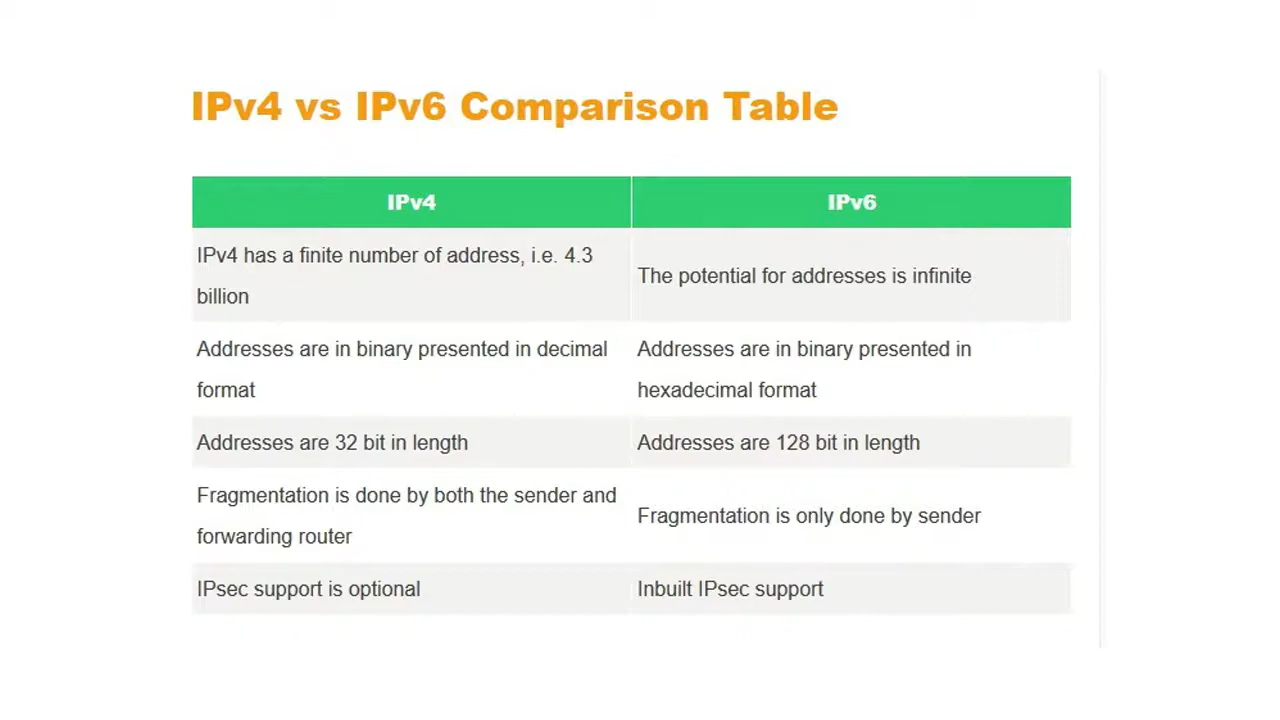 IPv4 vs IPv6 Comparison Table
IPv4
IPv6
IPv4 has a finite number of address, i.e. 4.3
billion
The potential for addresses is infinite
Addresses are in binary presented in decimal
format
Addresses are in binary presented in
hexadecimal format
Addresses are 32 bit in length
Addresses are 128 bit in length
Fragmentation is done by both the sender and
forwarding router
Fragmentation is only done by sender
IPsec support is optional
Inbuilt IPsec support